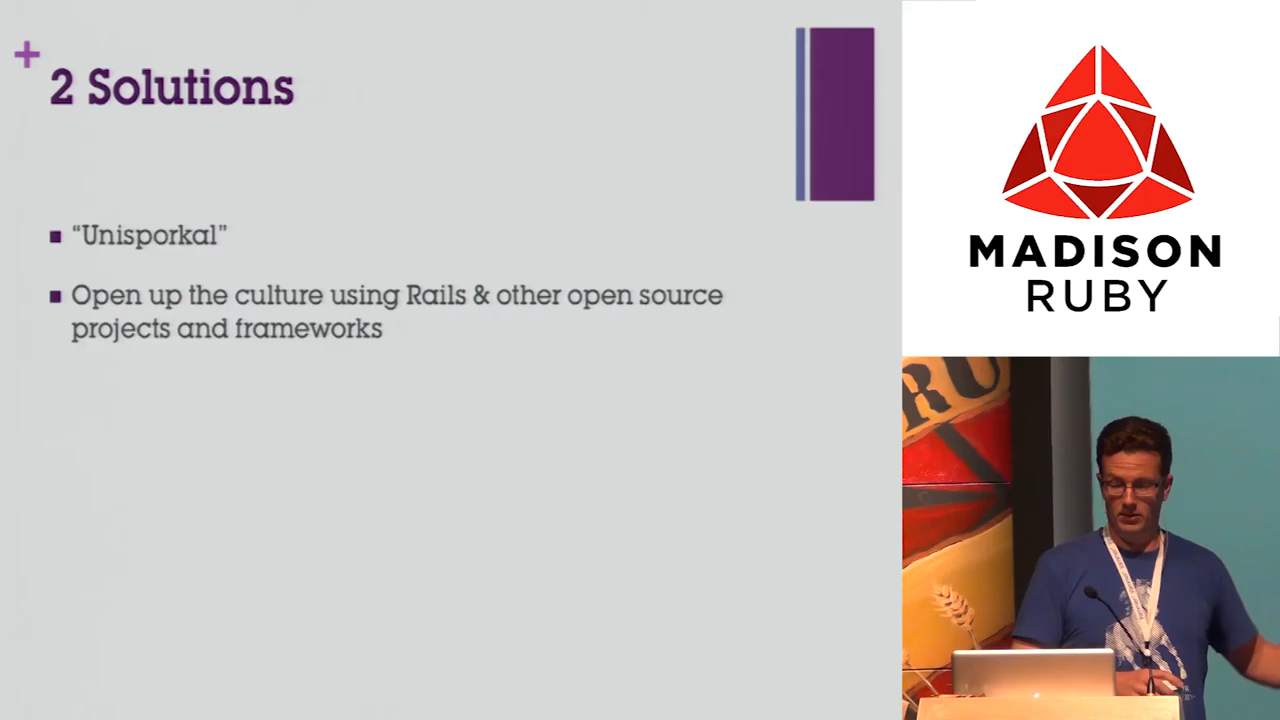 +
2 Solutions
“Unisporkal”
Open up the culture using Rails & other open source
projects and frameworks
MADISON
RUBY
RU